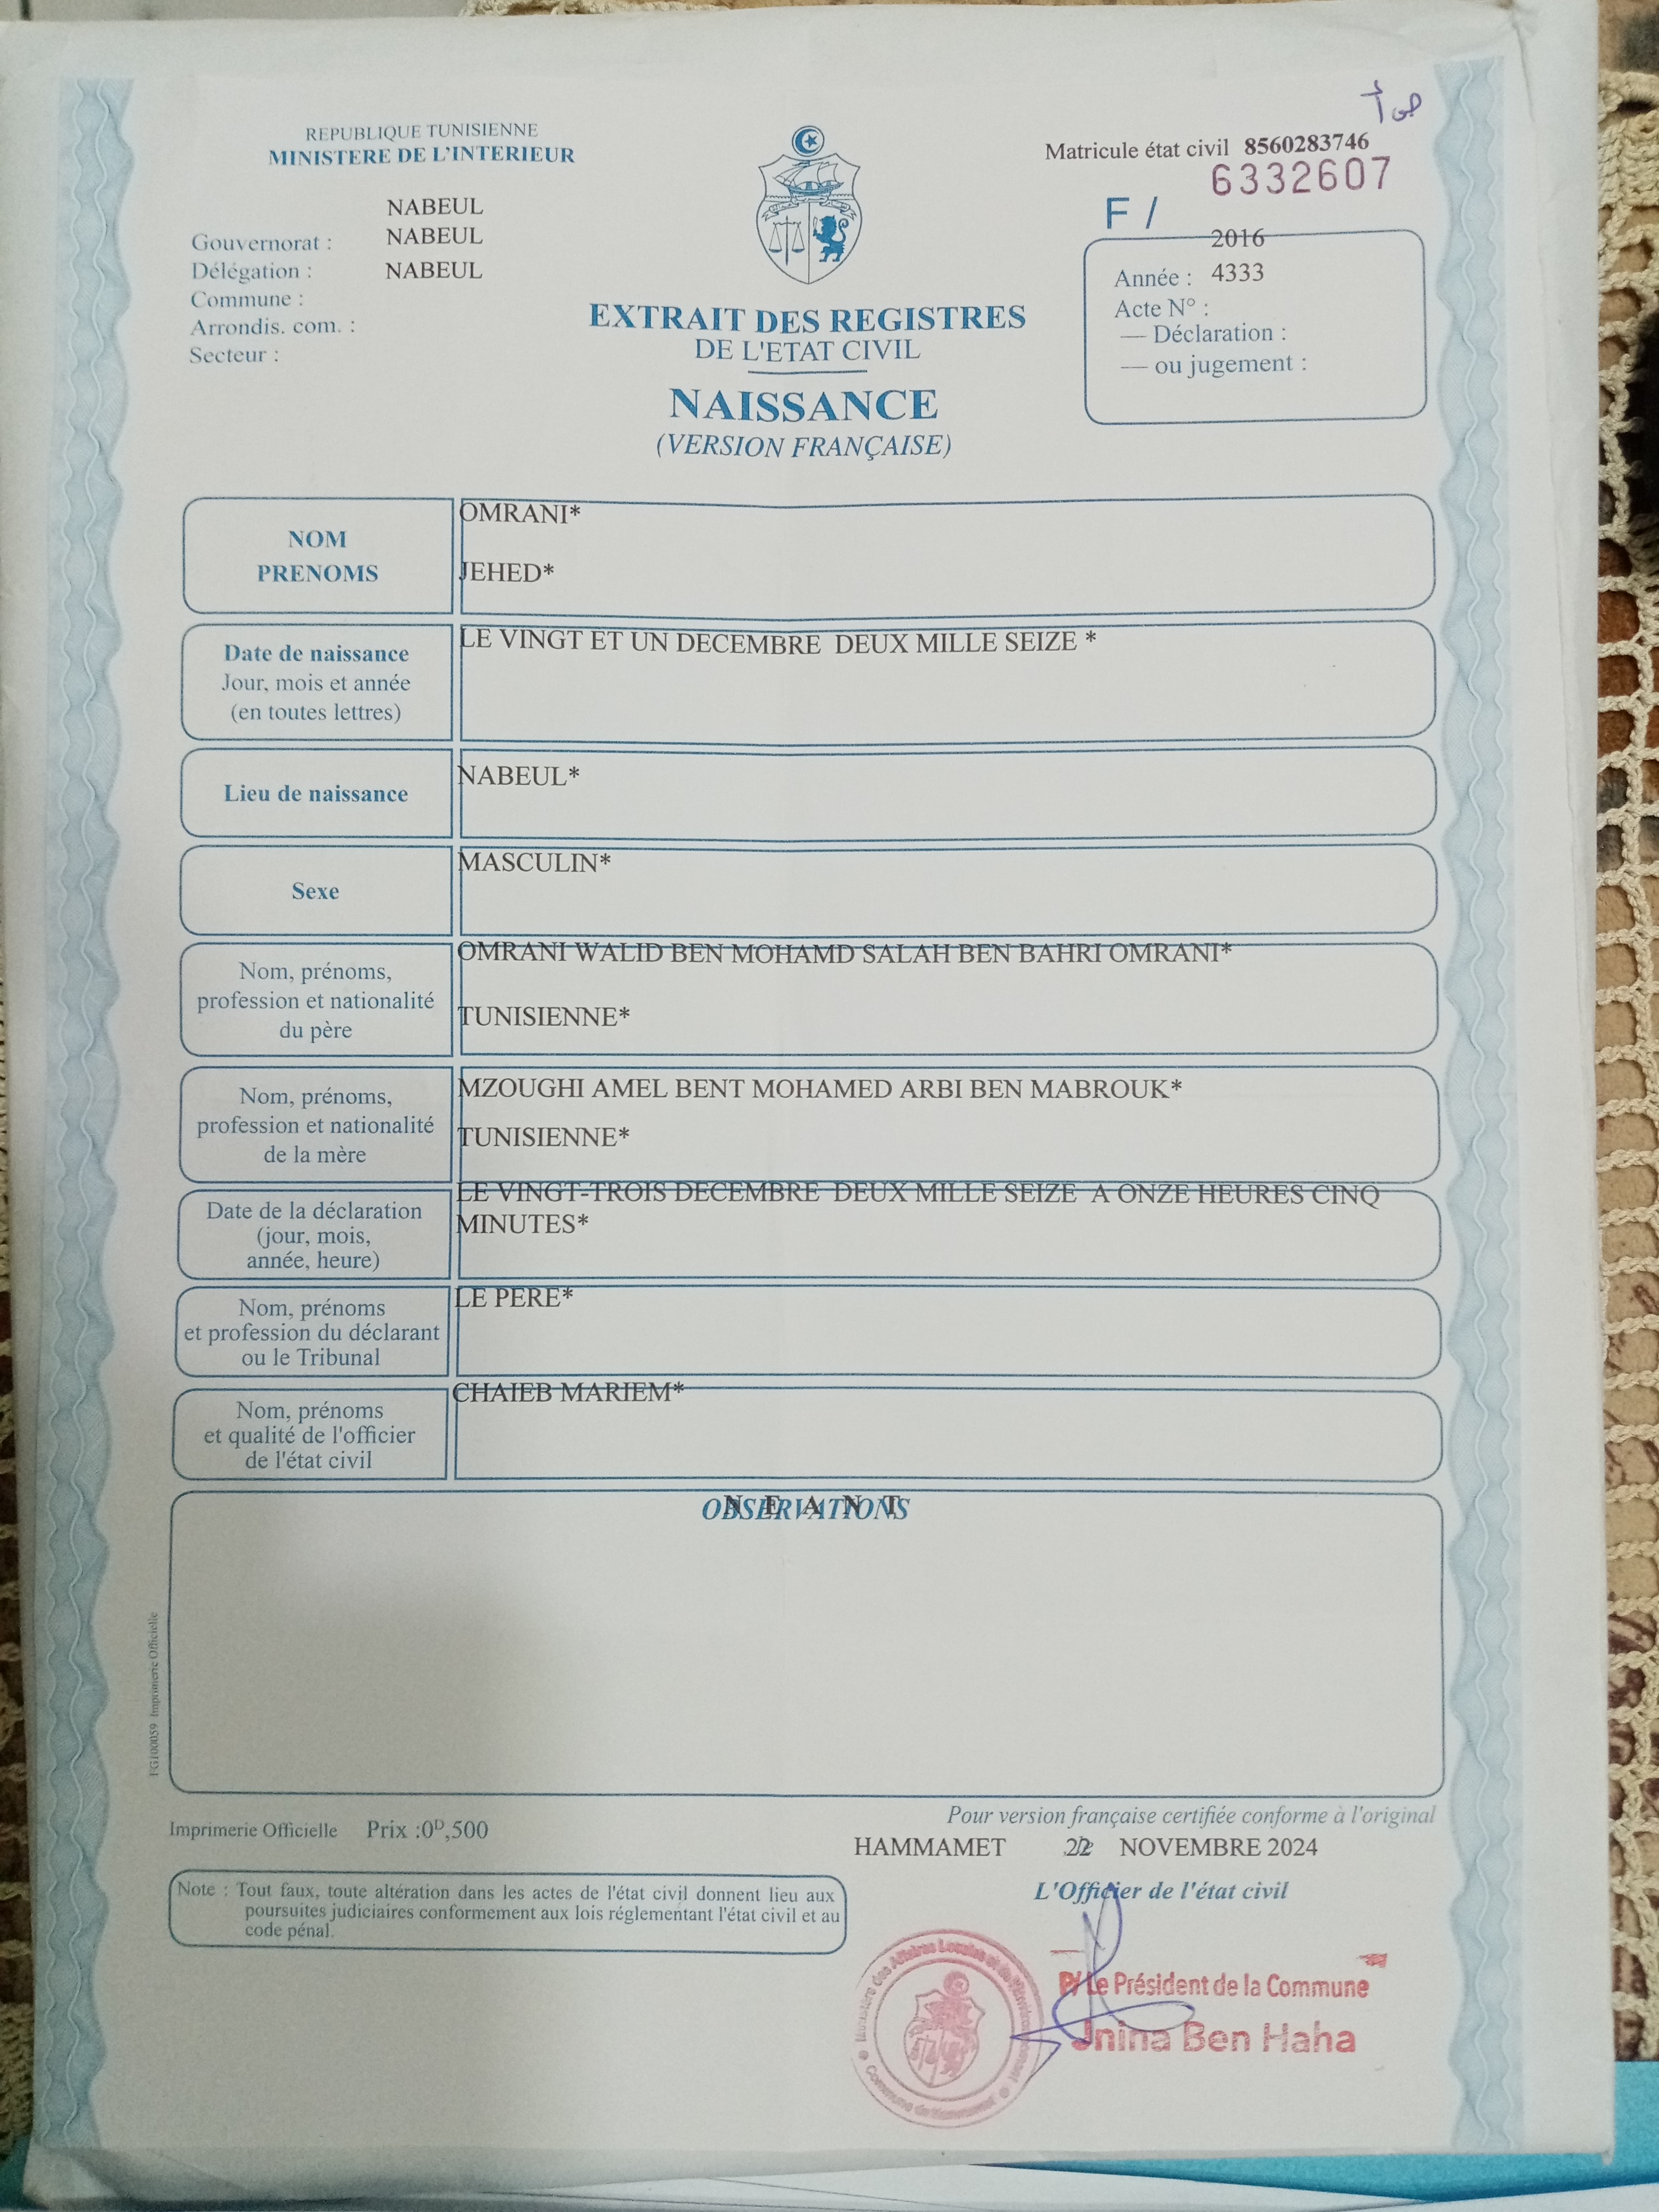 REPUBLIQUE TUNISIENNE
MINISTERE DE L'INTERIEUR
Matricule état civil 8560283746
6332607
F /
NABEUL
NABEUL
NABEUL
Gouvernorat :
Délégation :
Commune :
Arrondis. com. :
Secteur :
2016
Année : 4333
Acte N° :
— Déclaration :
— ou jugement :
EXTRAIT DES REGISTRES
DE L'ETAT CIVIL
NAISSANCE
(VERSION FRANÇAISE)
NOM
PRENOMS
OMRANI*
JEHED*
Date de naissance
Jour, mois et année
(en toutes lettres)
LE VINGT ET UN DECEMBRE DEUX MILLE SEIZE *
Lieu de naissance
NABEUL*
Sexe
MASCULIN*
Nom, prénoms,
profession et nationalité
du père
OMRANI WALID BEN MOHAMD SALAH BEN BAHRI OMRANI*
TUNISIENNE*
Nom, prénoms,
profession et nationalité
de la mère
MZOUGHI AMEL BENT MOHAMED ARBI BEN MABROUK*
TUNISIENNE*
Date de la déclaration
(jour, mois,
année, heure)
LE VINGT-TROIS DECEMBRE DEUX MILLE SEIZE A ONZE HEURES CINQ
MINUTES*
Nom, prénoms
et profession du déclarant
ou le Tribunal
LE PERE*
Nom, prénoms
et qualité de l'officier
de l'état civil
CHAIEB MARIEM*
OBSERVATIONS
N E A N T
FG100059 Imprimerie Officielle
Imprimerie Officielle Prix :0ᴰ,500
Pour version française certifiée conforme à l'original
HAMMAMET 22 NOVEMBRE 2024
L'Officier de l'état civil
Note : Tout faux, toute altération dans les actes de l'état civil donnent lieu aux
poursuites judiciaires conformement aux lois réglementant l'état civil et au
code pénal.
P/ Le Président de la Commune
Jnina Ben Haha